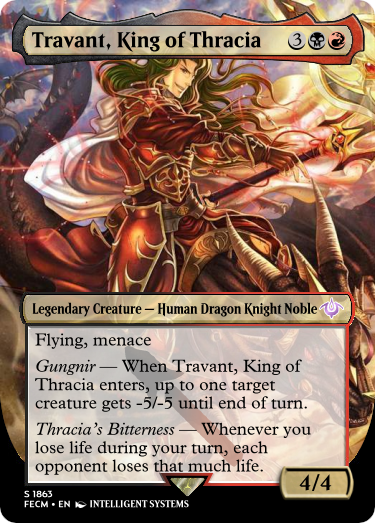 Travant, King of Thracia 3
Legendary Creature — Human Dragon Knight Noble
Flying, menace
Gungnir — When Travant, King of
Thracia enters, up to one target
creature gets -5/-5 until end of turn.
Thracia's Bitterness — Whenever you
lose life during your turn, each
opponent loses that much life.
4/4
S 1863
FECM • EN INTELLIGENT SYSTEMS